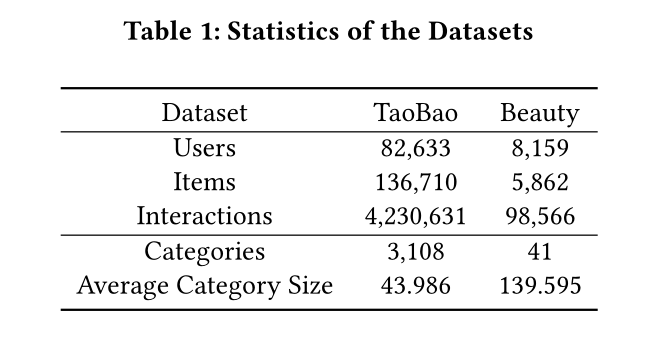 Table 1: Statistics of the Datasets
Dataset TaoBao Beauty
Users 82,633 8,159
Items 136,710 5,862
Interactions 4,230,631 98,566
Categories 3,108 41
Average Category Size 43.986 139.595